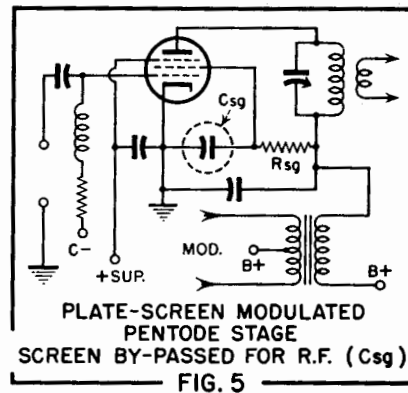 Csg
Rsg
C-
+SUP.
MOD.
B+
B+
PLATE-SCREEN MODULATED
PENTODE STAGE
SCREEN BY-PASSED FOR R.F. (Csg)
FIG. 5